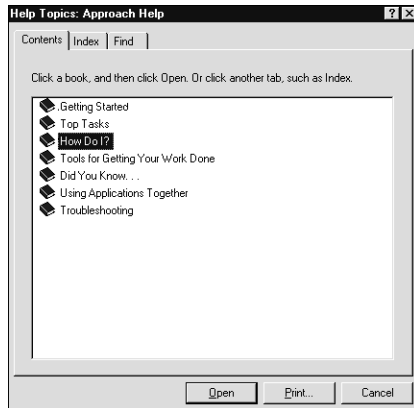 Help Topics: Approach Help
Contents Index Find
Click a book, and then click Open. Or click another tab, such as Index.
.Getting Started
Top Tasks
How Do I?
Tools for Getting Your Work Done
Did You Know. . .
Using Applications Together
Troubleshooting
Open Print... Cancel